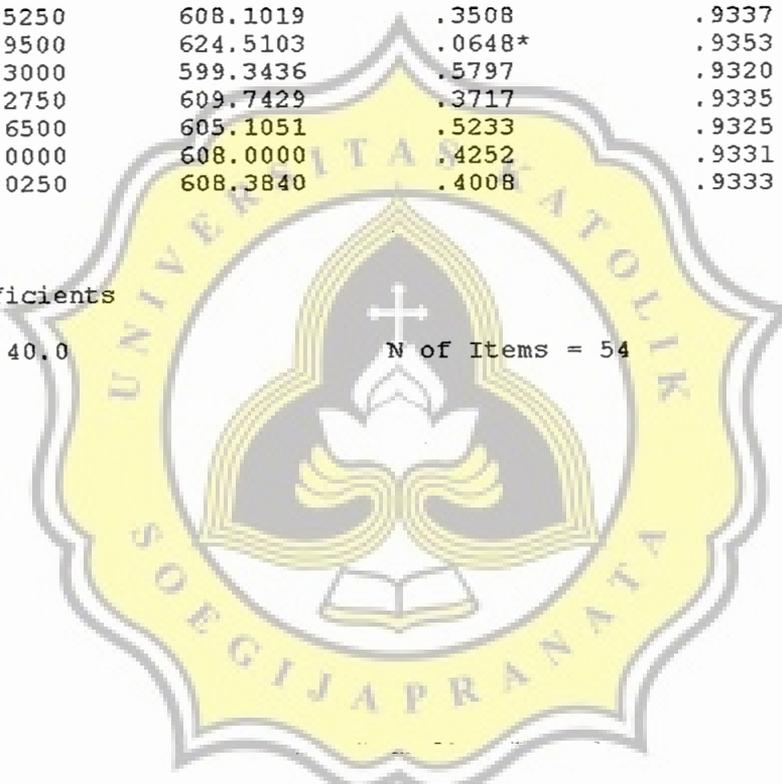 5250 608.1019 .3508 .9337
9500 624.5103 .0648* .9353
3000 599.3436 .5797 .9320
2750 609.7429 .3717 .9335
6500 605.1051 .5233 .9325
0000 608.0000 .4252 .9331
0250 608.3840 .4008 .9333
ficients
40.0 N of Items = 54
UNIVERSITAS KATOLIK
SOEGIJAPRANATA